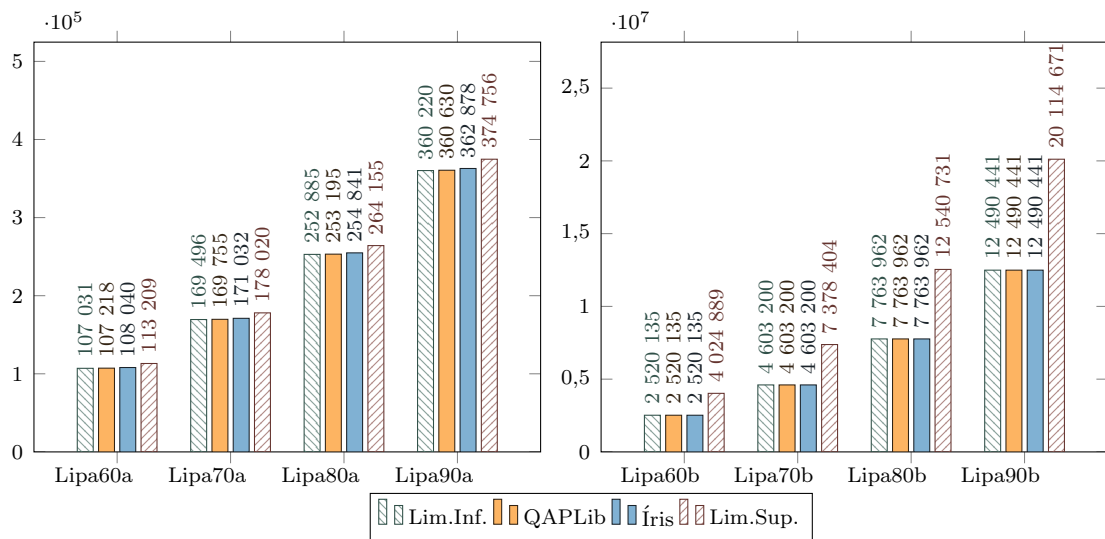 ·10⁵
5
4
3
2
1
0
107 031
107 218
108 040
113 209
169 496
169 755
171 032
178 020
252 885
253 195
254 841
264 155
360 220
360 630
362 878
374 756
Lipa60a Lipa70a Lipa80a Lipa90a
·10⁷
2,5
2
1,5
1
0,5
0
2 520 135
2 520 135
2 520 135
4 024 889
4 603 200
4 603 200
4 603 200
7 378 404
7 763 962
7 763 962
7 763 962
12 540 731
12 490 441
12 490 441
12 490 441
20 114 671
Lipa60b Lipa70b Lipa80b Lipa90b
Lim.Inf. QAPLib Íris Lim.Sup.